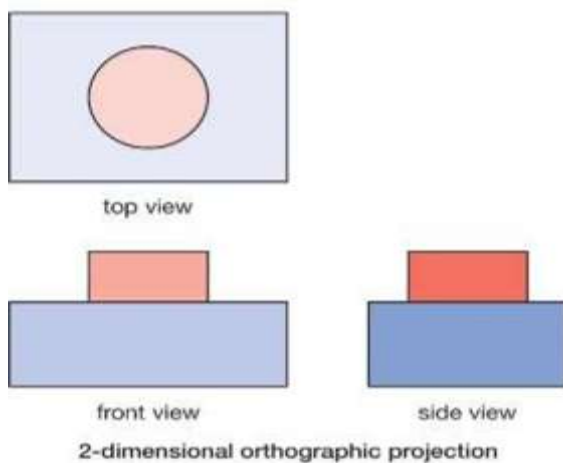 top view
front view
side view
2-dimensional orthographic projection